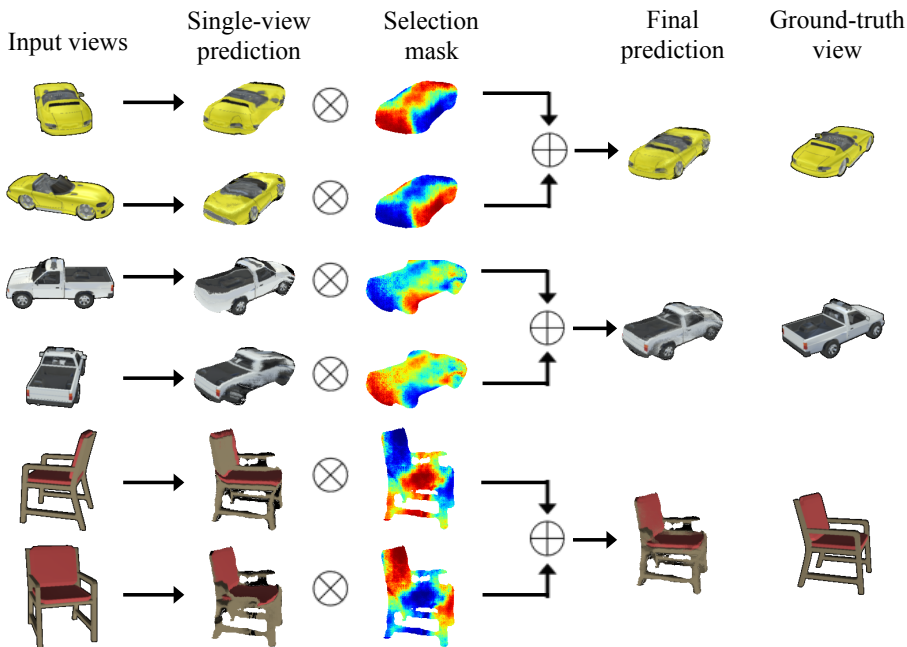 Input views
Single-view
prediction
Selection
mask
Final
prediction
Ground-truth
view